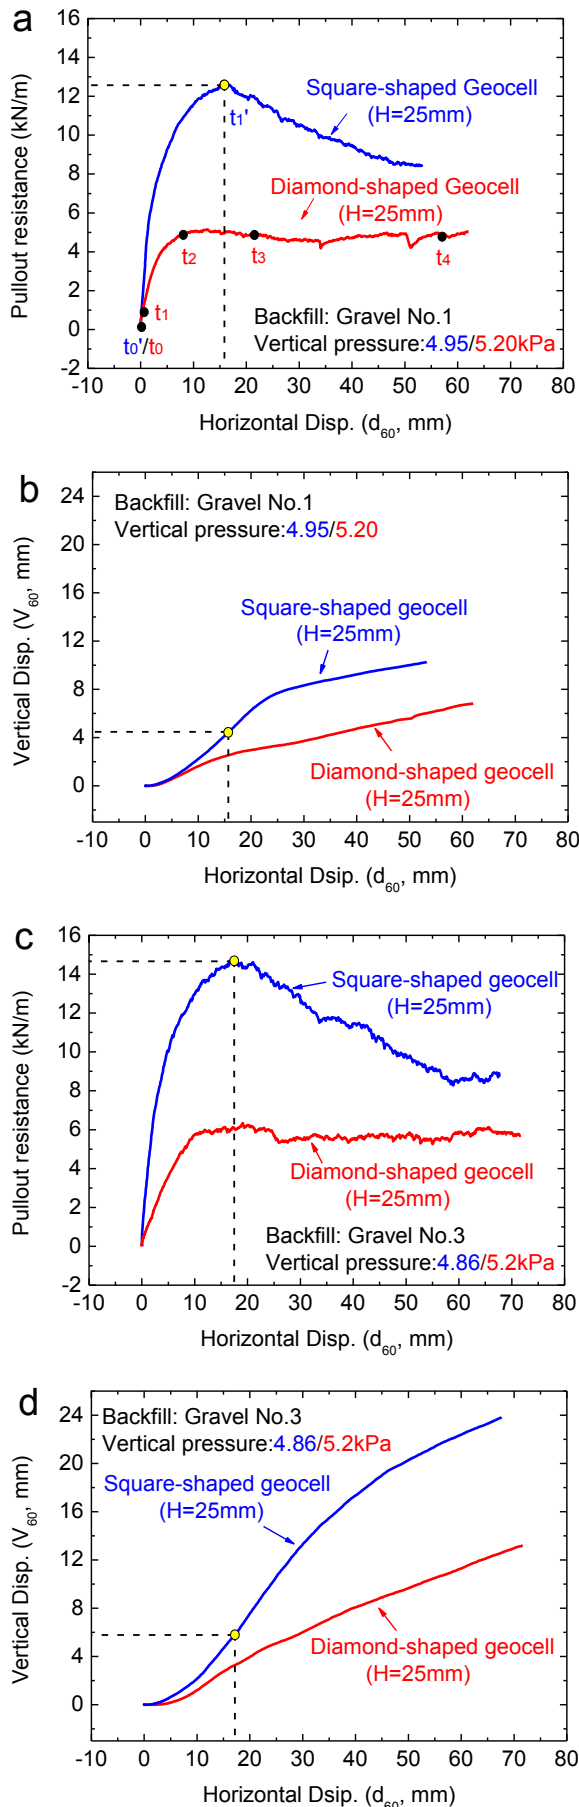 a
16
14
12
10
8
6
4
2
0
-2
Pullout resistance (kN/m)
Square-shaped Geocell
(H=25mm)
t1'
Diamond-shaped Geocell
(H=25mm)
t2
t3
t4
t1
t0'/t0
Backfill: Gravel No.1
Vertical pressure:4.95/5.20kPa
-10 0 10 20 30 40 50 60 70 80
Horizontal Disp. (d60, mm)
b
24
20
16
12
8
4
0
Vertical Disp. (V60, mm)
Backfill: Gravel No.1
Vertical pressure:4.95/5.20
Square-shaped geocell
(H=25mm)
Diamond-shaped geocell
(H=25mm)
-10 0 10 20 30 40 50 60 70 80
Horizontal Dsip. (d60, mm)
c
16
14
12
10
8
6
4
2
0
-2
Pullout resistance (kN/m)
Square-shaped geocell
(H=25mm)
Diamond-shaped geocell
(H=25mm)
Backfill: Gravel No.3
Vertical pressure:4.86/5.2kPa
-10 0 10 20 30 40 50 60 70 80
Horizontal Disp. (d60, mm)
d
24
20
16
12
8
4
0
Vertical Disp. (V60, mm)
Backfill: Gravel No.3
Vertical pressure:4.86/5.2kPa
Square-shaped geocell
(H=25mm)
Diamond-shaped geocell
(H=25mm)
-10 0 10 20 30 40 50 60 70 80
Horizontal Disp. (d60, mm)